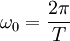 ω₀ = 2π/T